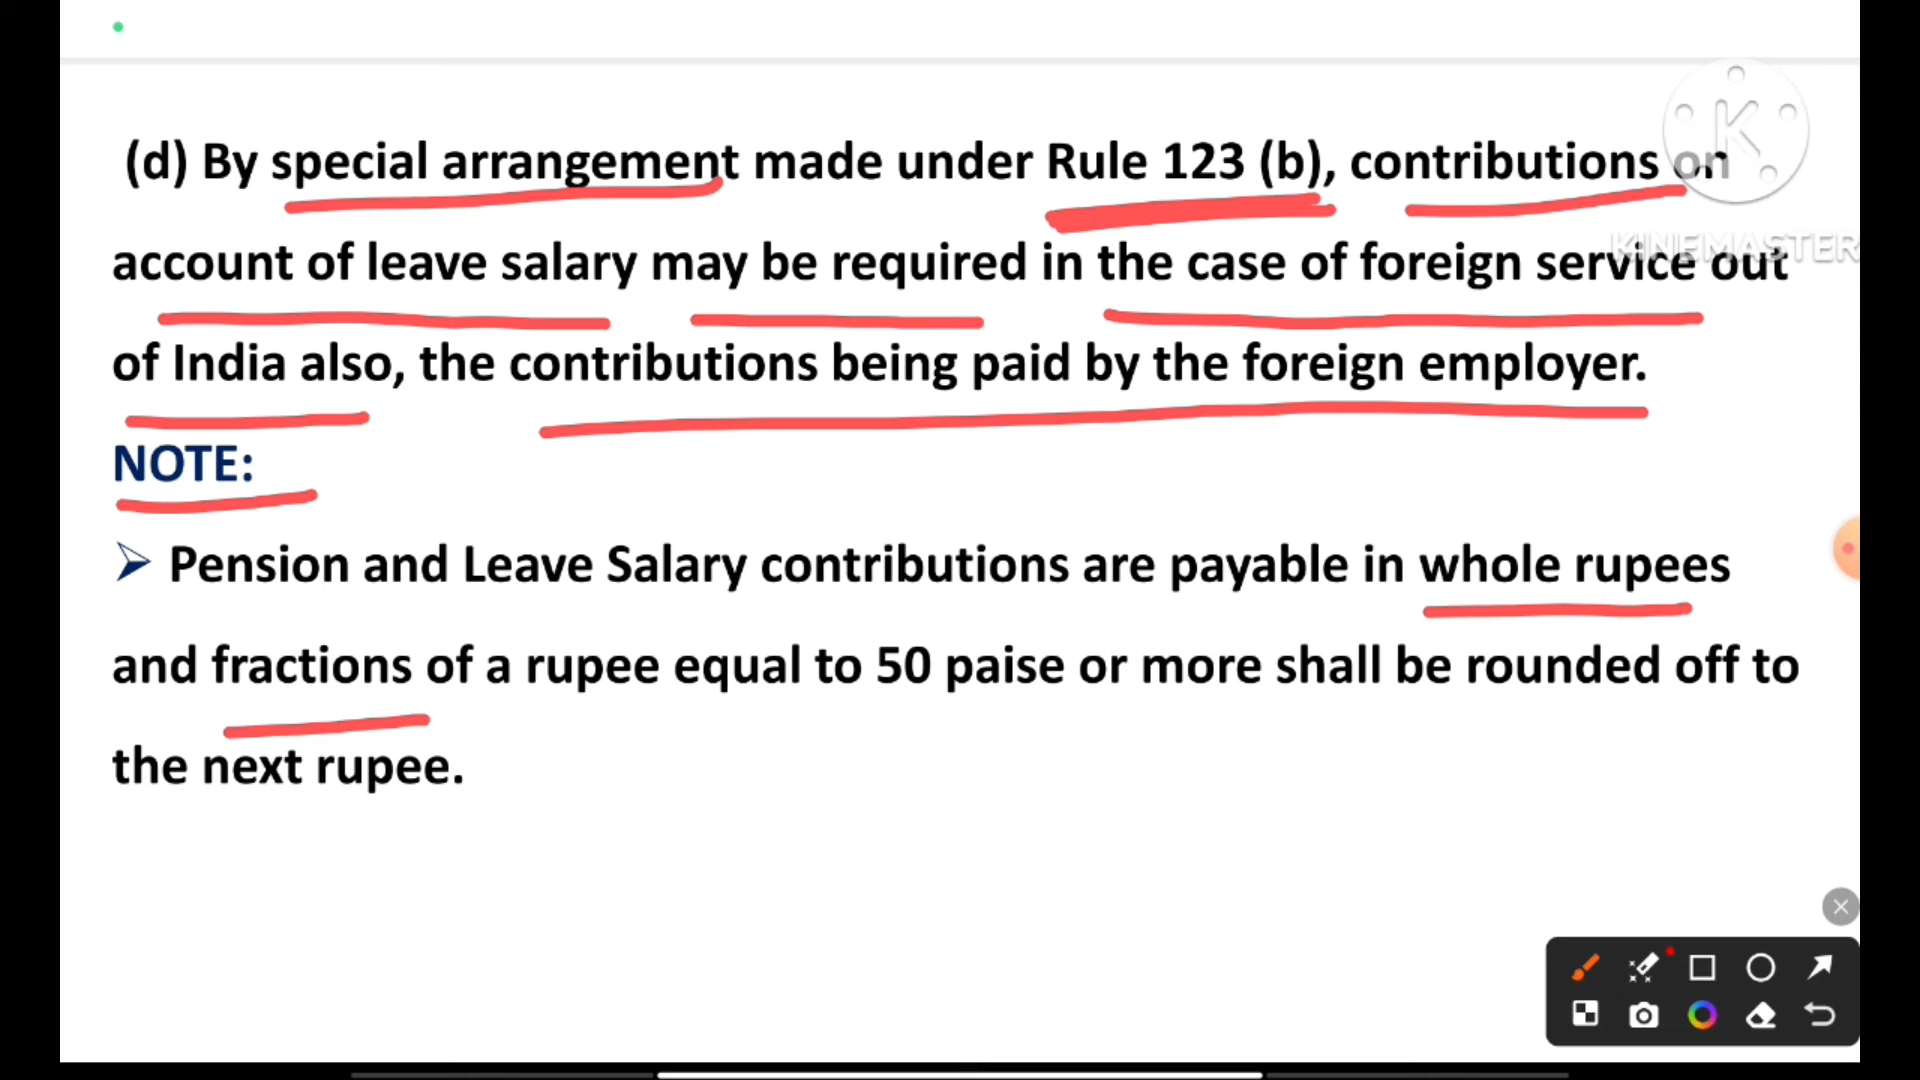 (d) By special arrangement made under Rule 123 (b), contributions on
account of leave salary may be required in the case of foreign service out
of India also, the contributions being paid by the foreign employer.
NOTE:
➢ Pension and Leave Salary contributions are payable in whole rupees
and fractions of a rupee equal to 50 paise or more shall be rounded off to
the next rupee.
K
KINEMASTER